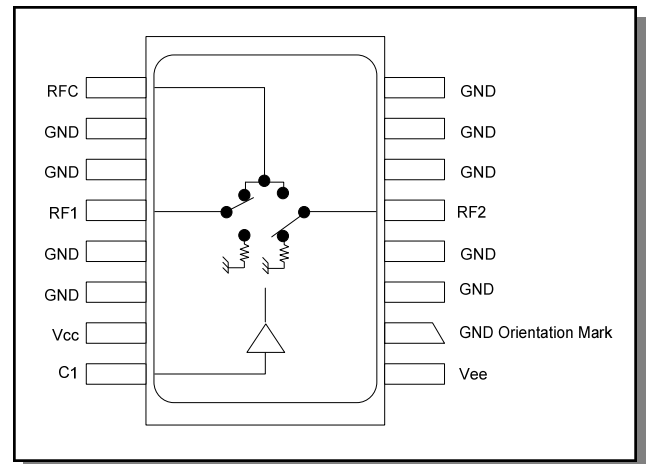 RFC
GND
GND
RF1
GND
GND
Vcc
C1
GND
GND
GND
RF2
GND
GND
GND Orientation Mark
Vee